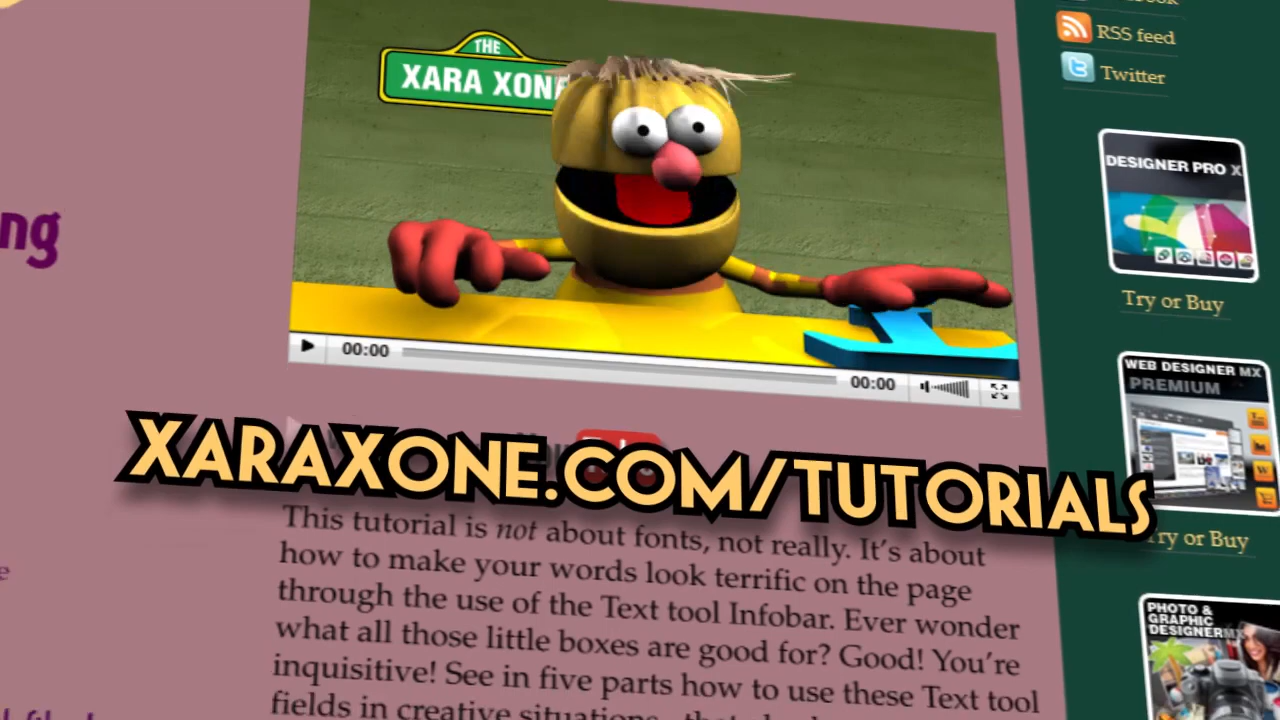 RSS feed
Twitter
THE
XARA XONE
DESIGNER PRO X
ng
Try or Buy
00:00
00:00
WEB DESIGNER MX
PREMIUM
XARAXONE.COM/TUTORIALS
Try or Buy
This tutorial is not about fonts, not really. It's about
how to make your words look terrific on the page
through the use of the Text tool Infobar. Ever wonder
what all those little boxes are good for? Good! You're
inquisitive! See in five parts how to use these Text tool
fields in creative situations
PHOTO &
GRAPHIC
DESIGNER MX